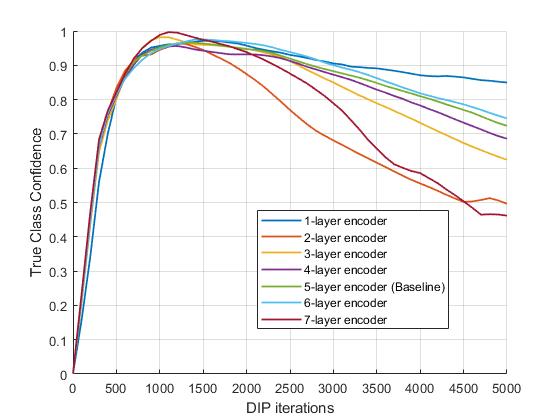 1
0.9
0.8
0.7
0.6
0.5
0.4
0.3
0.2
0.1
0
True Class Confidence
1-layer encoder
2-layer encoder
3-layer encoder
4-layer encoder
5-layer encoder (Baseline)
6-layer encoder
7-layer encoder
0 500 1000 1500 2000 2500 3000 3500 4000 4500 5000
DIP iterations